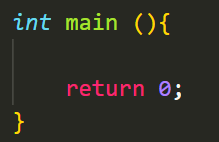 int main (){
return 0;
}